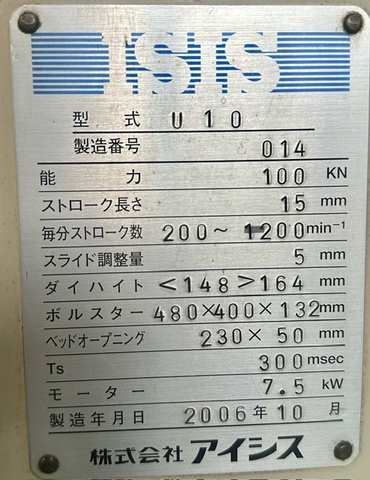 ISIS
型式 U10
製造番号 014
能力 100 KN
ストローク長さ 15 mm
毎分ストローク数 200～1200 min⁻¹
スライド調整量 5 mm
ダイハイト <148>164 mm
ボルスター 480×400×132 mm
ベッドオープニング 230×50 mm
Ts 300 msec
モーター 7.5 kW
製造年月日 2006年10月
株式会社アイシス